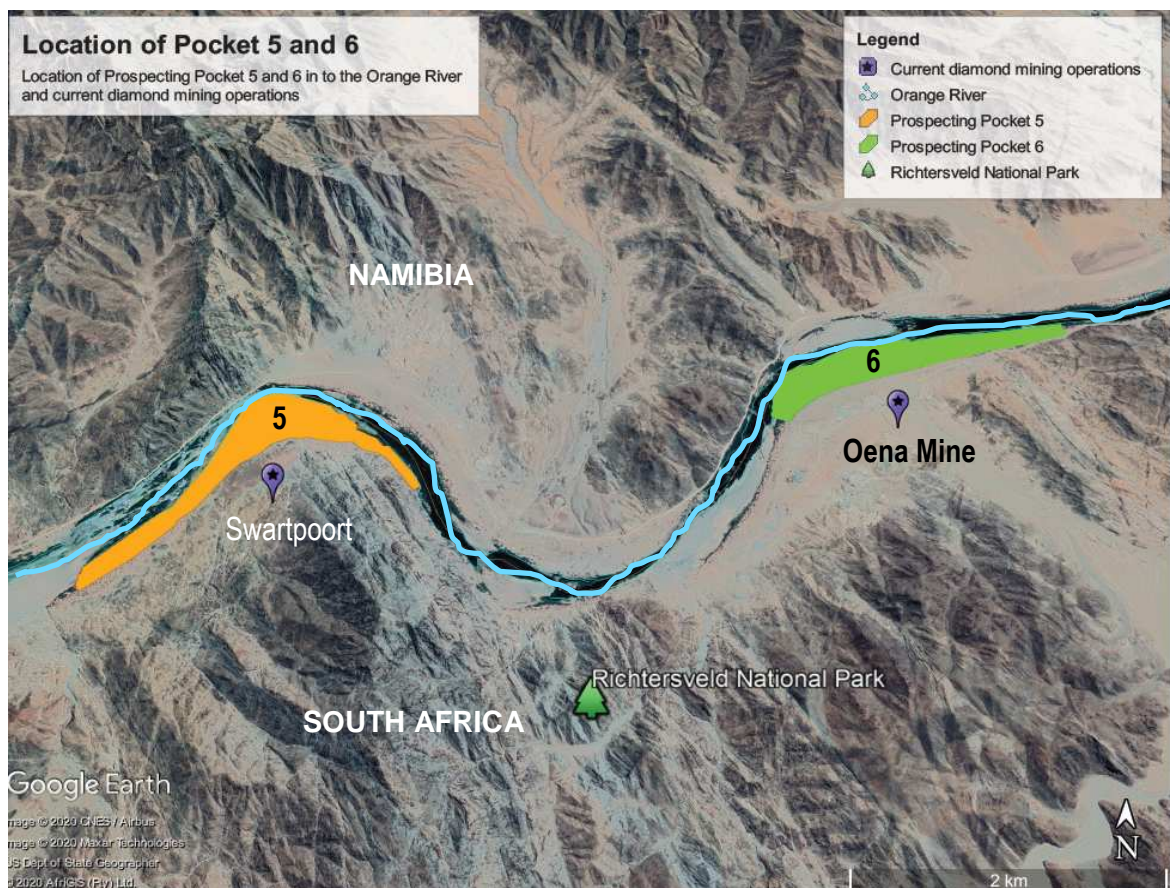 Location of Pocket 5 and 6
Location of Prospecting Pocket 5 and 6 in to the Orange River
and current diamond mining operations
Legend
Current diamond mining operations
Orange River
Prospecting Pocket 5
Prospecting Pocket 6
Richtersveld National Park
NAMIBIA
6
5
Oena Mine
Swartpoort
Richtersveld National Park
SOUTH AFRICA
Google Earth
mage © 2020 CNES / Airbus
mage © 2020 Maxar Technologies
US Dept of State Geographer
2020 AfriGIS (Pty) Ltd.
N
2 km